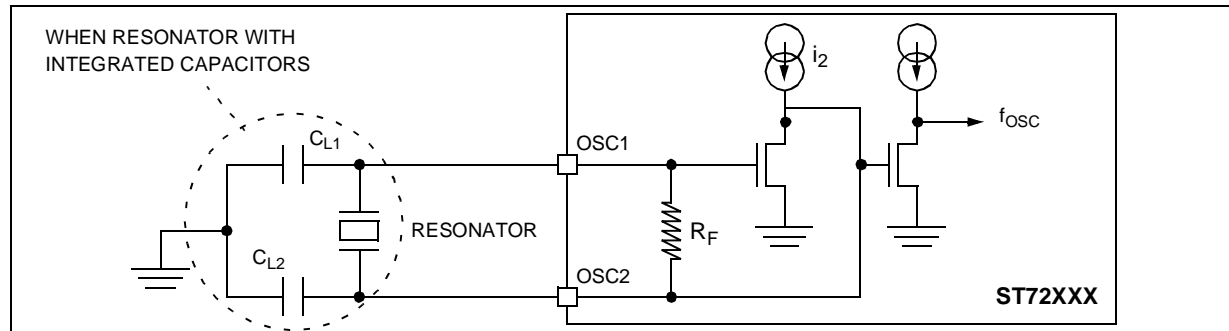 WHEN RESONATOR WITH
INTEGRATED CAPACITORS
i2
fOSC
CL1
OSC1
RESONATOR
RF
CL2
OSC2
ST72XXX